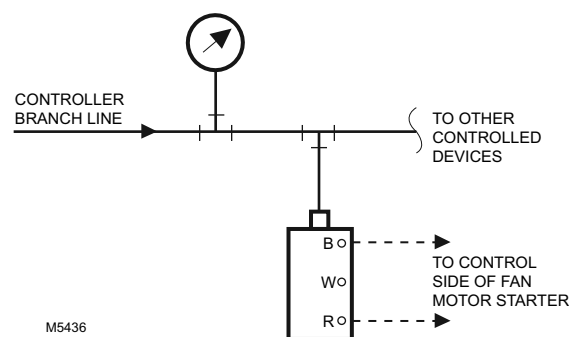 CONTROLLER
BRANCH LINE
TO OTHER
CONTROLLED
DEVICES
B
W
R
TO CONTROL
SIDE OF FAN
MOTOR STARTER
M5436